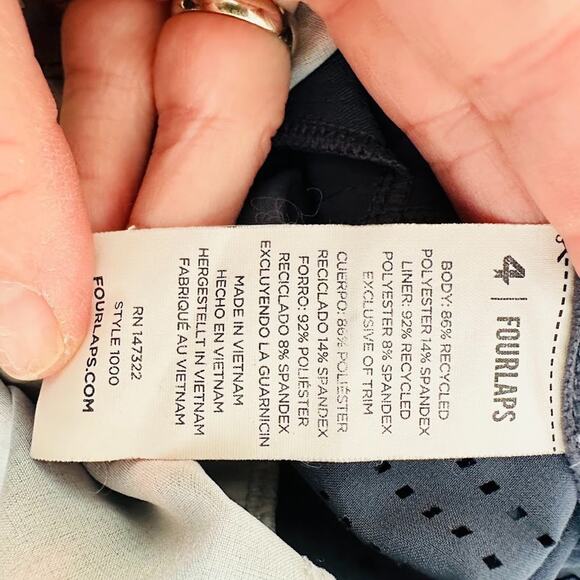 4 | FOURLAPS
BODY: 86% RECYCLED
POLYESTER 14% SPANDEX
LINER: 92% RECYCLED
POLYESTER 8% SPANDEX
EXCLUSIVE OF TRIM
CUERPO: 86% POLIÉSTER
RECICLADO 14% SPANDEX
FORRO: 92% POLIÉSTER
RECICLADO 8% SPANDEX
EXCLUYENDO LA GUARNICIN
MADE IN VIETNAM
HECHO EN VIETNAM
HERGESTELLT IN VIETNAM
FABRIQUÉ AU VIETNAM
RN 147322
STYLE 1000
FOURLAPS.COM